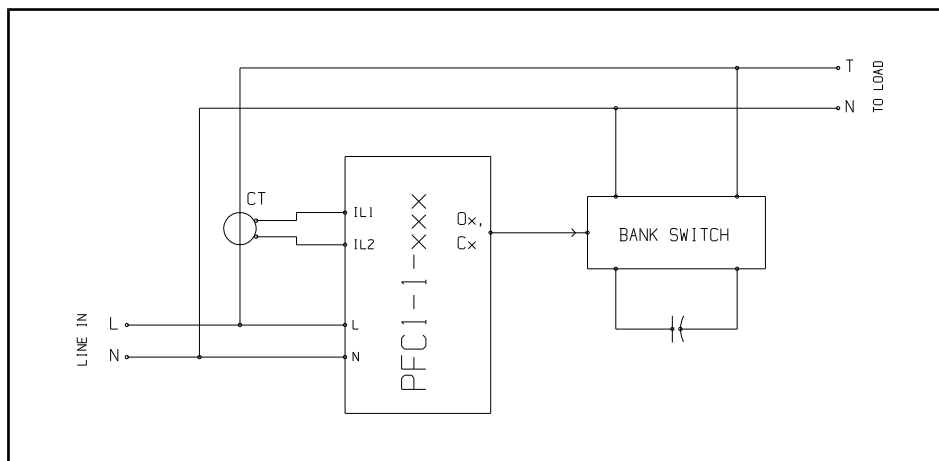 T
N
TO LOAD
CT
IL1
IL2
L
N
PFC1-1-XXX
Ox,
Cx
BANK SWITCH
LINE IN
L
N